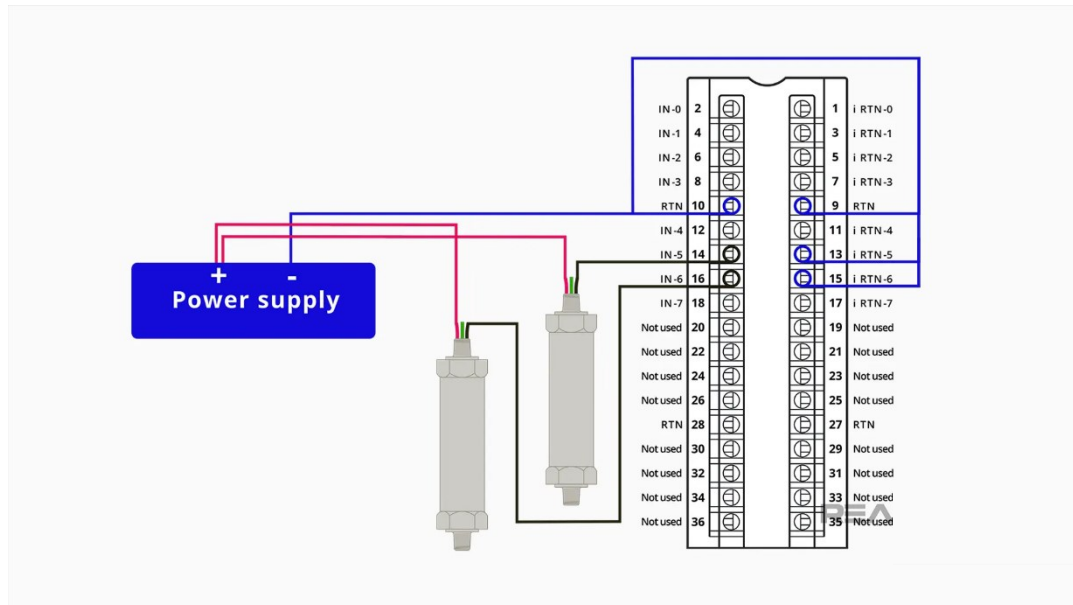 IN-0 2 1 i RTN-0
IN-1 4 3 i RTN-1
IN-2 6 5 i RTN-2
IN-3 8 7 i RTN-3
RTN 10 9 RTN
IN-4 12 11 i RTN-4
IN-5 14 13 i RTN-5
IN-6 16 15 i RTN-6
IN-7 18 17 i RTN-7
Not used 20 19 Not used
Not used 22 21 Not used
Not used 24 23 Not used
Not used 26 25 Not used
RTN 28 27 RTN
Not used 30 29 Not used
Not used 32 31 Not used
Not used 34 33 Not used
Not used 36 35 Not used
+ -
Power supply